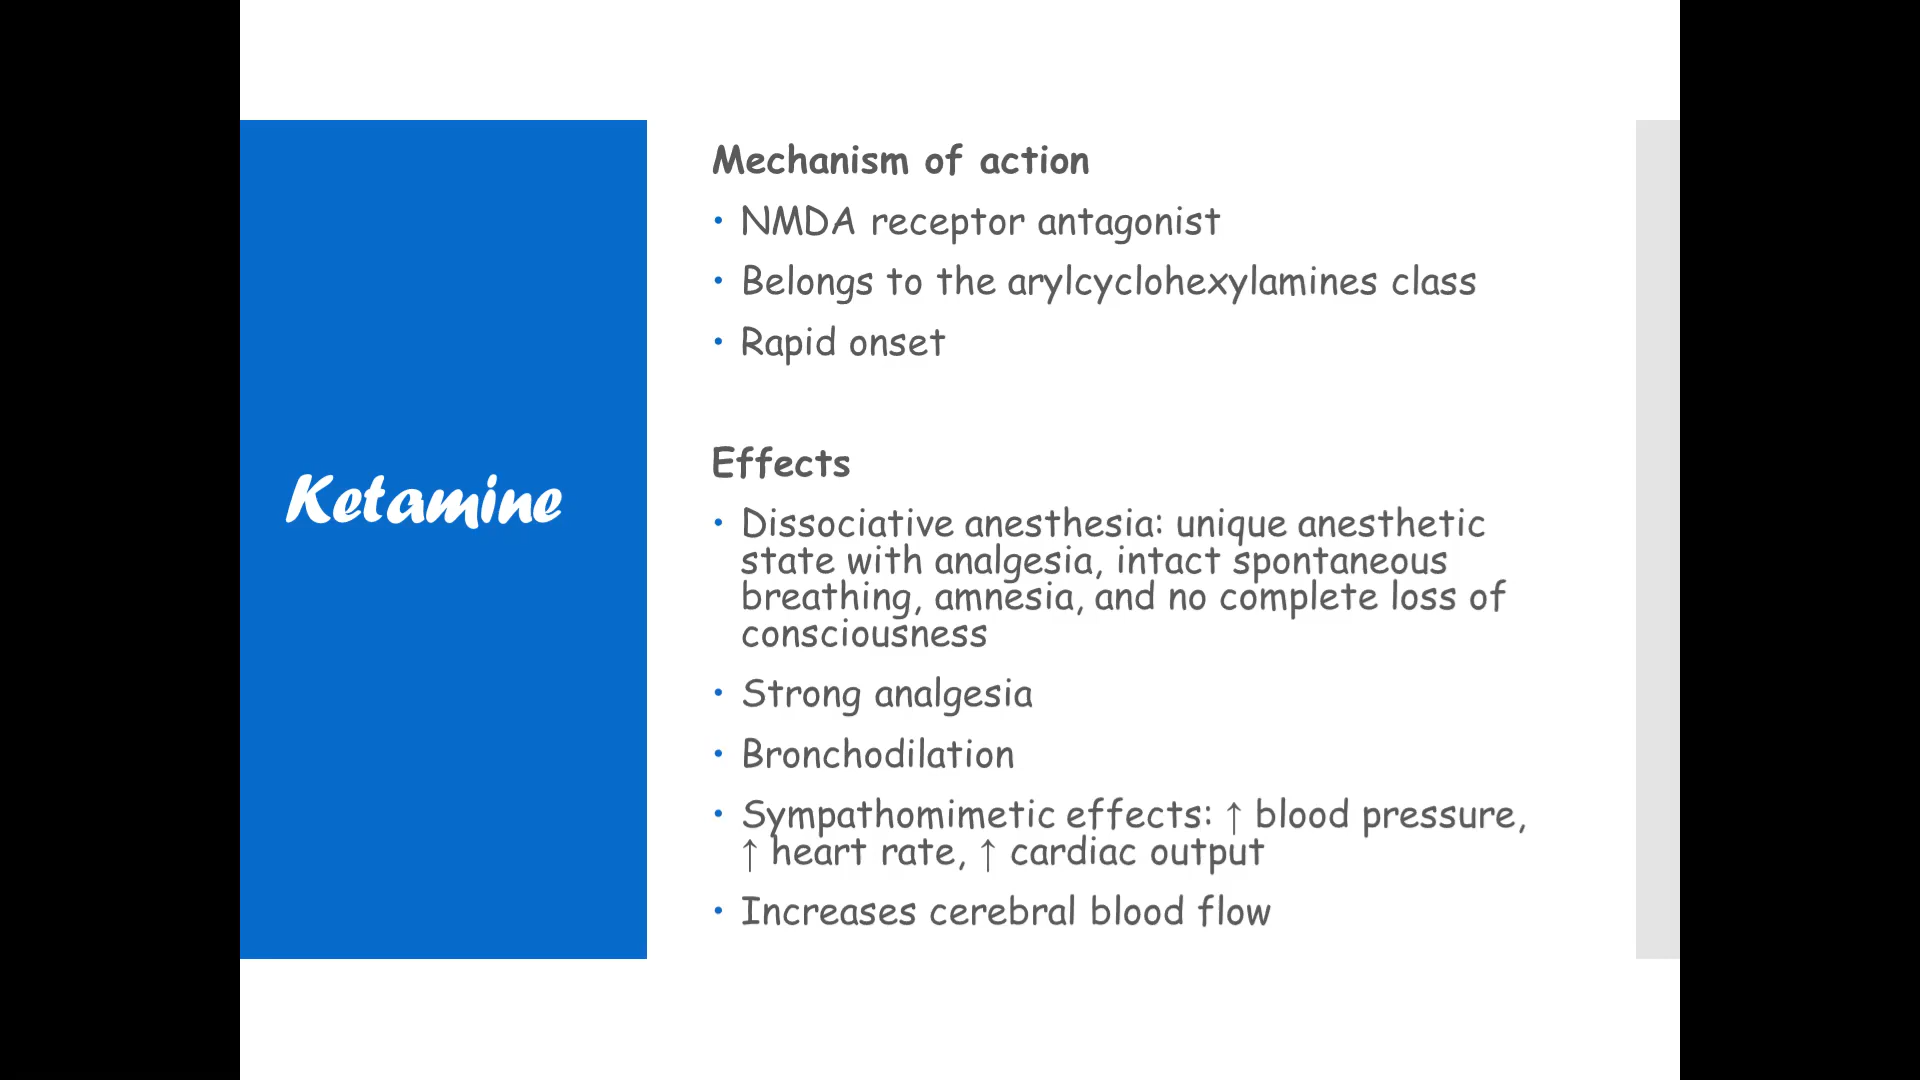 Ketamine
Mechanism of action
• NMDA receptor antagonist
• Belongs to the arylcyclohexylamines class
• Rapid onset
Effects
• Dissociative anesthesia: unique anesthetic
state with analgesia, intact spontaneous
breathing, amnesia, and no complete loss of
consciousness
• Strong analgesia
• Bronchodilation
• Sympathomimetic effects: ↑ blood pressure,
↑ heart rate, ↑ cardiac output
• Increases cerebral blood flow